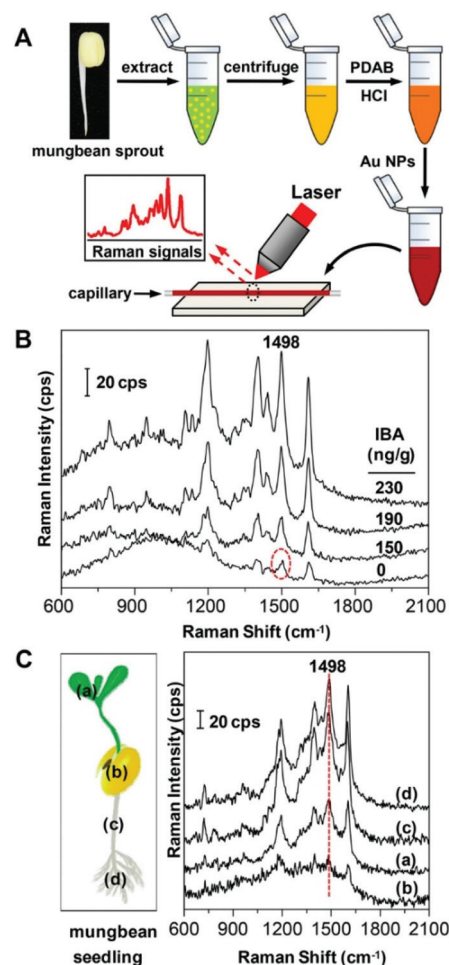 A
extract
centrifuge
PDAB
HCl
mungbean sprout
Au NPs
Laser
Raman signals
capillary
B
1498
20 cps
IBA
(ng/g)
230
190
150
0
Raman Intensity (cps)
600 900 1200 1500 1800 2100
Raman Shift (cm-1)
C
(a)
(b)
(c)
(d)
mungbean
seedling
1498
20 cps
(d)
(c)
(a)
(b)
Raman Intensity (cps)
600 900 1200 1500 1800 2100
Raman Shift (cm-1)